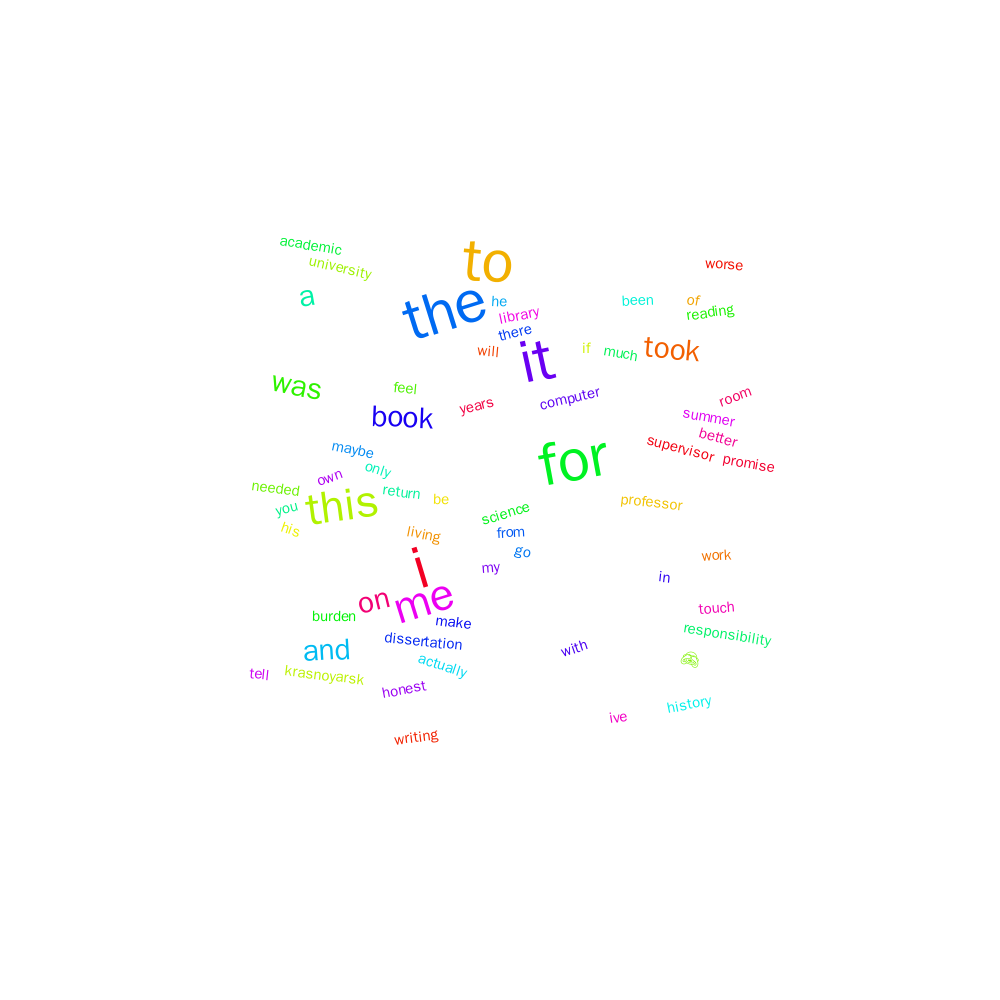 academic
university
to
worse
a
the
he
library
there
been
of
reading
it
will
if
much
took
was
feel
book
years
computer
room
summer
better
maybe
only
own
return
for
supervisor
promise
needed
you
his
this
be
science
professor
living
from
go
i
my
in
work
on
me
burden
make
touch
responsibility
and
dissertation
actually
with
tell
krasnoyarsk
honest
history
ive
writing